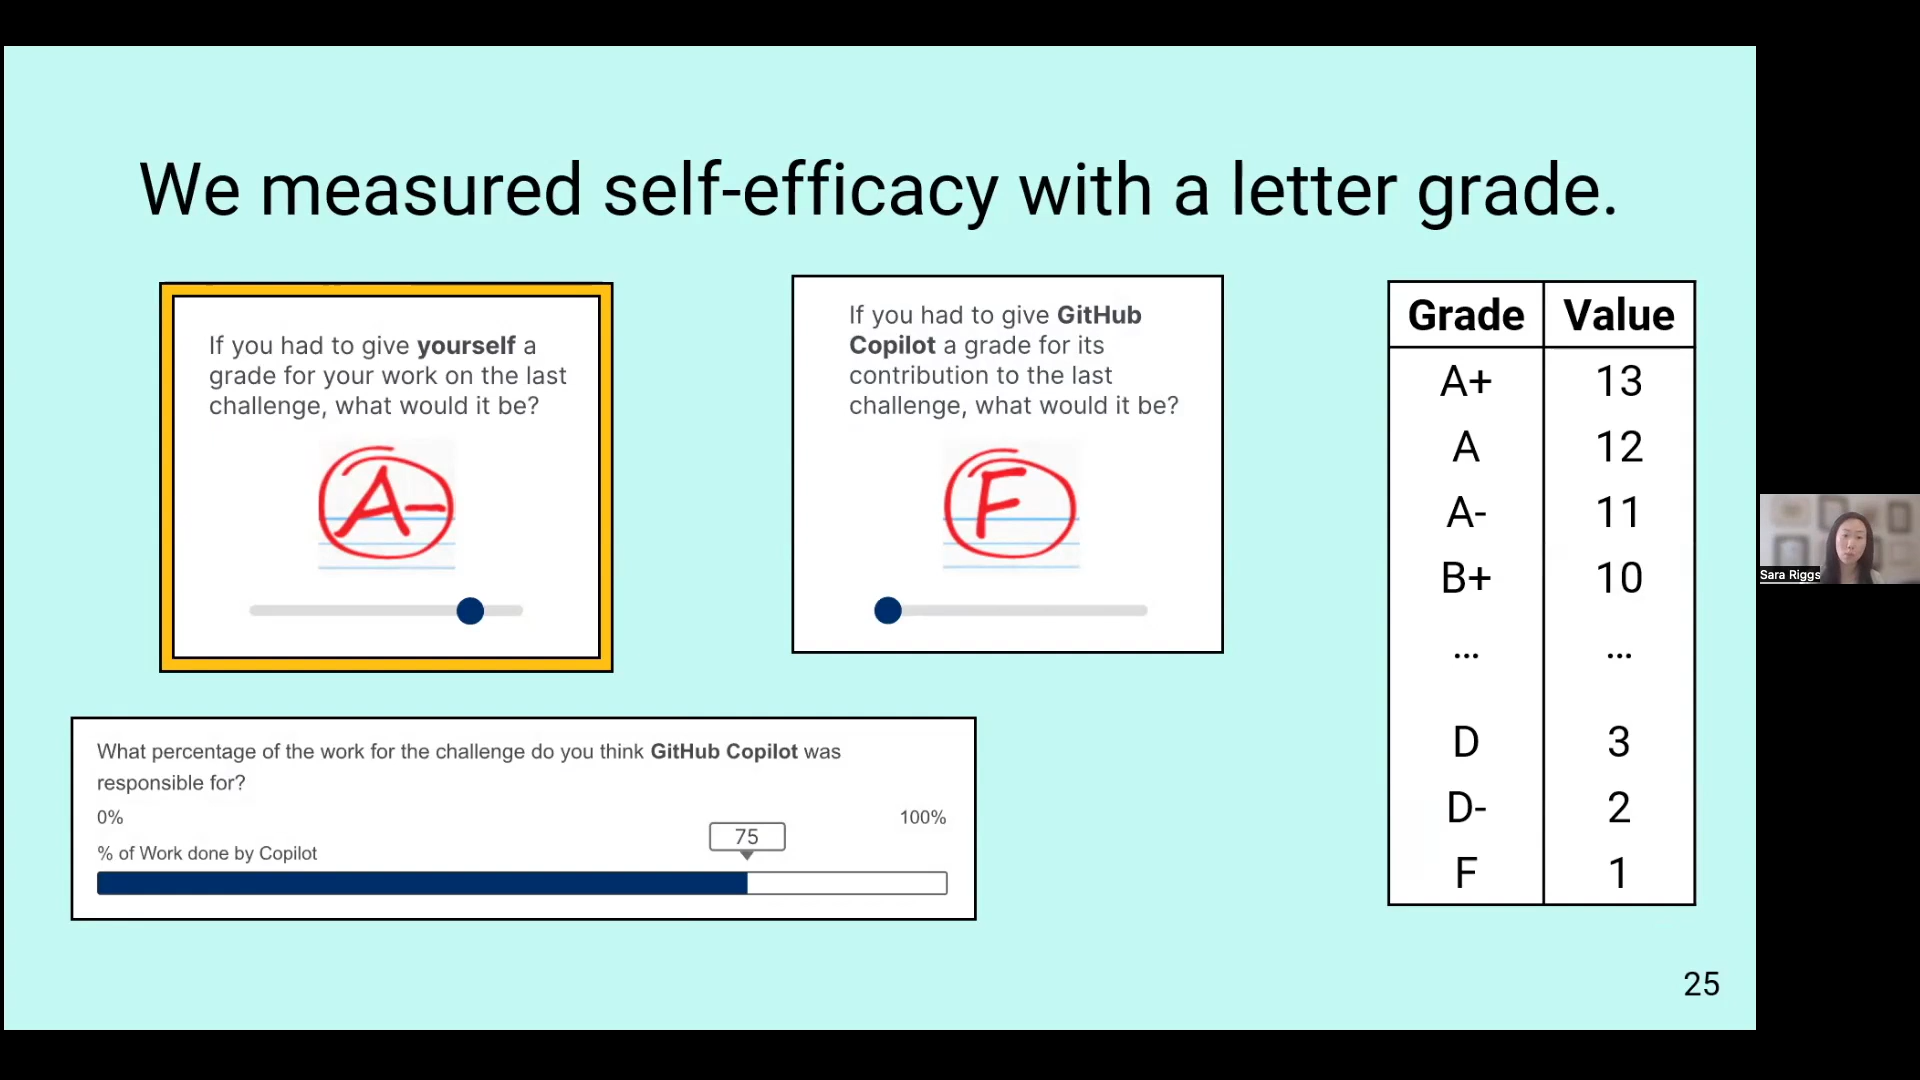 We measured self-efficacy with a letter grade.
If you had to give yourself a
grade for your work on the last
challenge, what would it be?
A-
If you had to give GitHub
Copilot a grade for its
contribution to the last
challenge, what would it be?
F
What percentage of the work for the challenge do you think GitHub Copilot was
responsible for?
0% 100%
75
% of Work done by Copilot
Grade Value
A+ 13
A 12
A- 11
B+ 10
... ...
D 3
D- 2
F 1
25
Sara Riggs